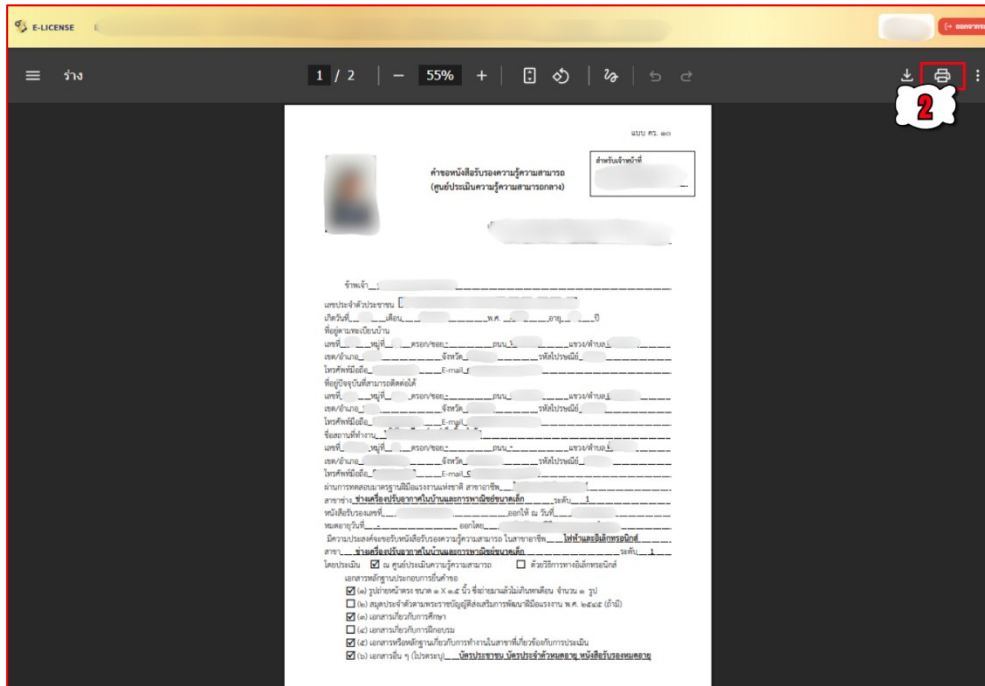 E-LICENSE
ออกจากระบบ
ร่าง
1 / 2
55%
2
แบบ คร. ๑๐
สำหรับเจ้าหน้าที่
คำขอหนังสือรับรองความรู้ความสามารถ
(ศูนย์ประเมินความรู้ความสามารถกลาง)
ข้าพเจ้า
เลขประจำตัวประชาชน
เกิดวันที่ เดือน พ.ศ. อายุ ปี
ที่อยู่ตามทะเบียนบ้าน
เลขที่ หมู่ที่ ตรอก/ซอย - ถนน แขวง/ตำบล
เขต/อำเภอ จังหวัด รหัสไปรษณีย์
โทรศัพท์มือถือ E-mail
ที่อยู่ปัจจุบันที่สามารถติดต่อได้
เลขที่ หมู่ที่ ตรอก/ซอย - ถนน แขวง/ตำบล
เขต/อำเภอ จังหวัด รหัสไปรษณีย์
โทรศัพท์มือถือ E-mail
ชื่อสถานที่ทำงาน
เลขที่ หมู่ที่ ตรอก/ซอย - ถนน - แขวง/ตำบล
เขต/อำเภอ จังหวัด รหัสไปรษณีย์
โทรศัพท์มือถือ E-mail
ผ่านการทดสอบมาตรฐานฝีมือแรงงานแห่งชาติ สาขาอาชีพ
สาขาช่าง ช่างเครื่องปรับอากาศในบ้านและการพาณิชย์ขนาดเล็ก ระดับ 1
หนังสือรับรองเลขที่ ออกให้ ณ วันที่
หมดอายุวันที่ - ออกโดย
มีความประสงค์จะขอรับหนังสือรับรองความรู้ความสามารถ ในสาขาอาชีพ ไฟฟ้าและอิเล็กทรอนิกส์
สาขา ช่างเครื่องปรับอากาศในบ้านและการพาณิชย์ขนาดเล็ก ระดับ 1
โดยประเมิน ☑ ณ ศูนย์ประเมินความรู้ความสามารถ ☐ ด้วยวิธีการทางอิเล็กทรอนิกส์
เอกสารหลักฐานประกอบการยื่นคำขอ
☑ (๑) รูปถ่ายหน้าตรง ขนาด ๑ X ๑.๕ นิ้ว ซึ่งถ่ายมาแล้วไม่เกินหกเดือน จำนวน ๑ รูป
☐ (๒) สมุดประจำตัวตามพระราชบัญญัติส่งเสริมการพัฒนาฝีมือแรงงาน พ.ศ. ๒๕๔๕ (ถ้ามี)
☑ (๓) เอกสารเกี่ยวกับการศึกษา
☐ (๔) เอกสารเกี่ยวกับการฝึกอบรม
☑ (๕) เอกสารหรือหลักฐานเกี่ยวกับการทำงานในสาขาที่เกี่ยวข้องกับการประเมิน
☑ (๖) เอกสารอื่น ๆ (โปรดระบุ) บัตรประชาชน บัตรประจำตัวหมดอายุ หนังสือรับรองหมดอายุ